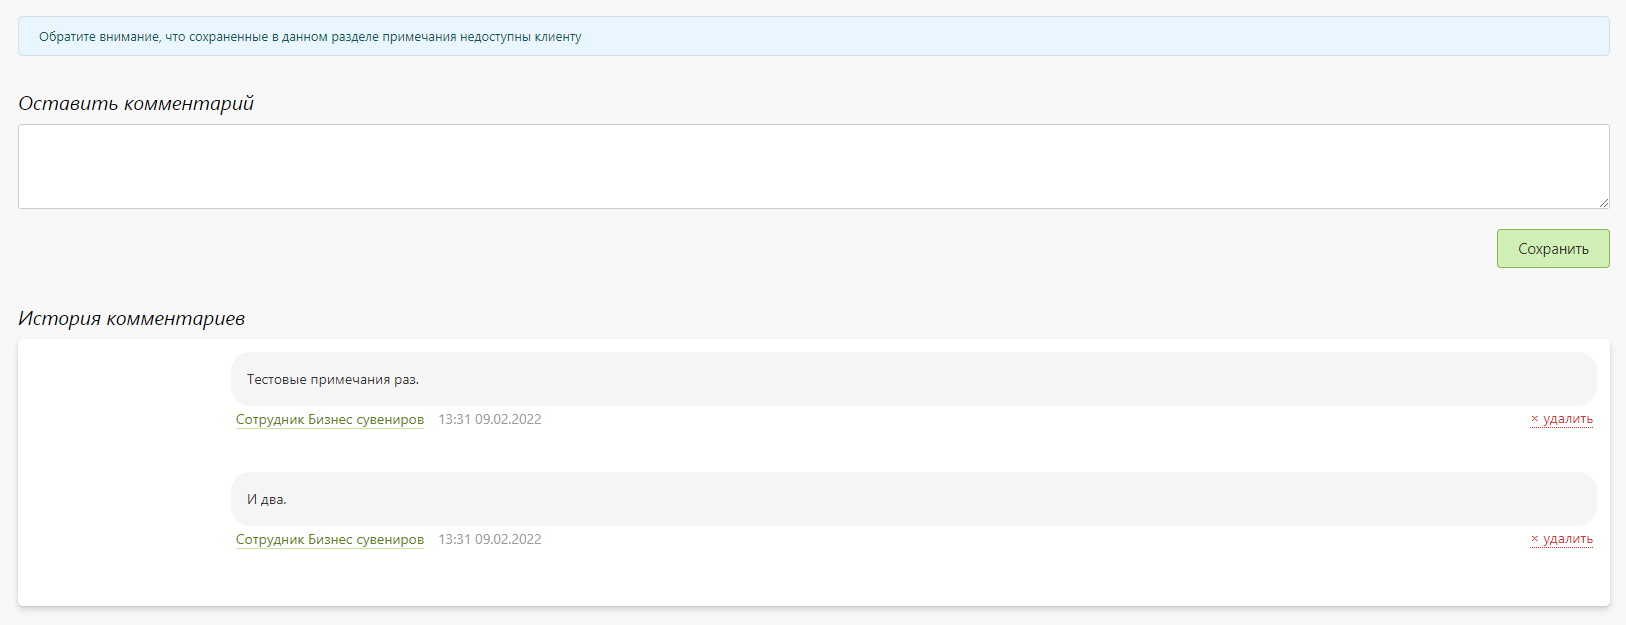 Обратите внимание, что сохраненные в данном разделе примечания недоступны клиенту
Оставить комментарий
Сохранить
История комментариев
Тестовые примечания раз.
Сотрудник Бизнес сувениров 13:31 09.02.2022 × удалить
И два.
Сотрудник Бизнес сувениров 13:31 09.02.2022 × удалить